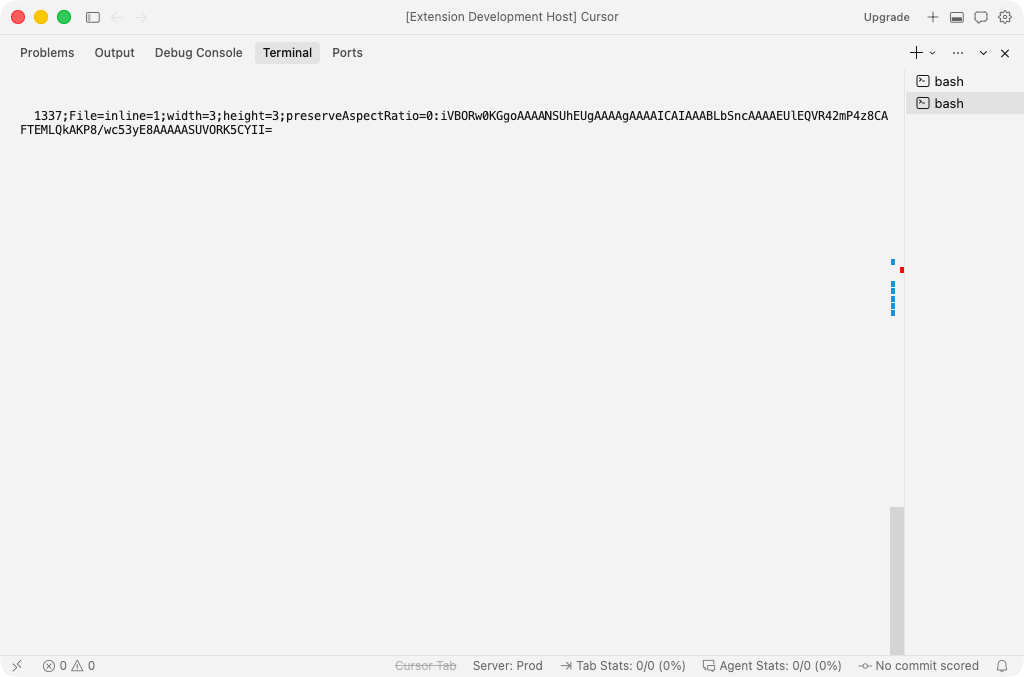 [Extension Development Host] Cursor
Upgrade
Problems Output Debug Console Terminal Ports
bash
bash
1337;File=inline=1;width=3;height=3;preserveAspectRatio=0:iVBORw0KGgoAAAANSUhEUgAAAAgAAAAICAIAAABLbSncAAAAEUlEQVR42mP4z8CA
FTEMLQkAKP8/wc53yE8AAAAASUVORK5CYII=
0 0
Cursor Tab
Server: Prod
Tab Stats: 0/0 (0%)
Agent Stats: 0/0 (0%)
No commit scored